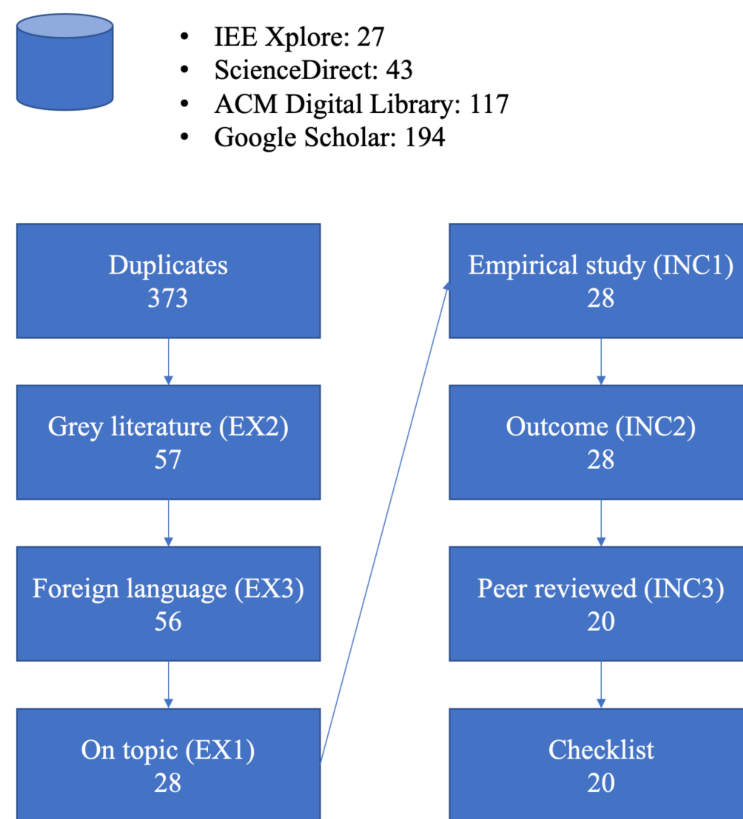 • IEE Xplore: 27
• ScienceDirect: 43
• ACM Digital Library: 117
• Google Scholar: 194
Duplicates
373
Grey literature (EX2)
57
Foreign language (EX3)
56
On topic (EX1)
28
Empirical study (INC1)
28
Outcome (INC2)
28
Peer reviewed (INC3)
20
Checklist
20